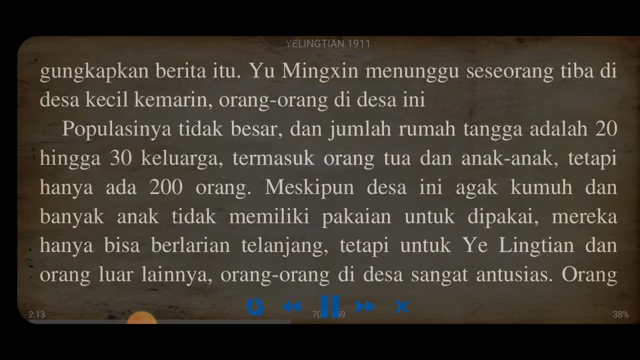 YELINGTIAN 1911
gungkapkan berita itu. Yu Mingxin menunggu seseorang tiba di
desa kecil kemarin, orang-orang di desa ini
Populasinya tidak besar, dan jumlah rumah tangga adalah 20
hingga 30 keluarga, termasuk orang tua dan anak-anak, tetapi
hanya ada 200 orang. Meskipun desa ini agak kumuh dan
banyak anak tidak memiliki pakaian untuk dipakai, mereka
hanya bisa berlarian telanjang, tetapi untuk Ye Lingtian dan
orang luar lainnya, orang-orang di desa sangat antusias. Orang
2:13
38%